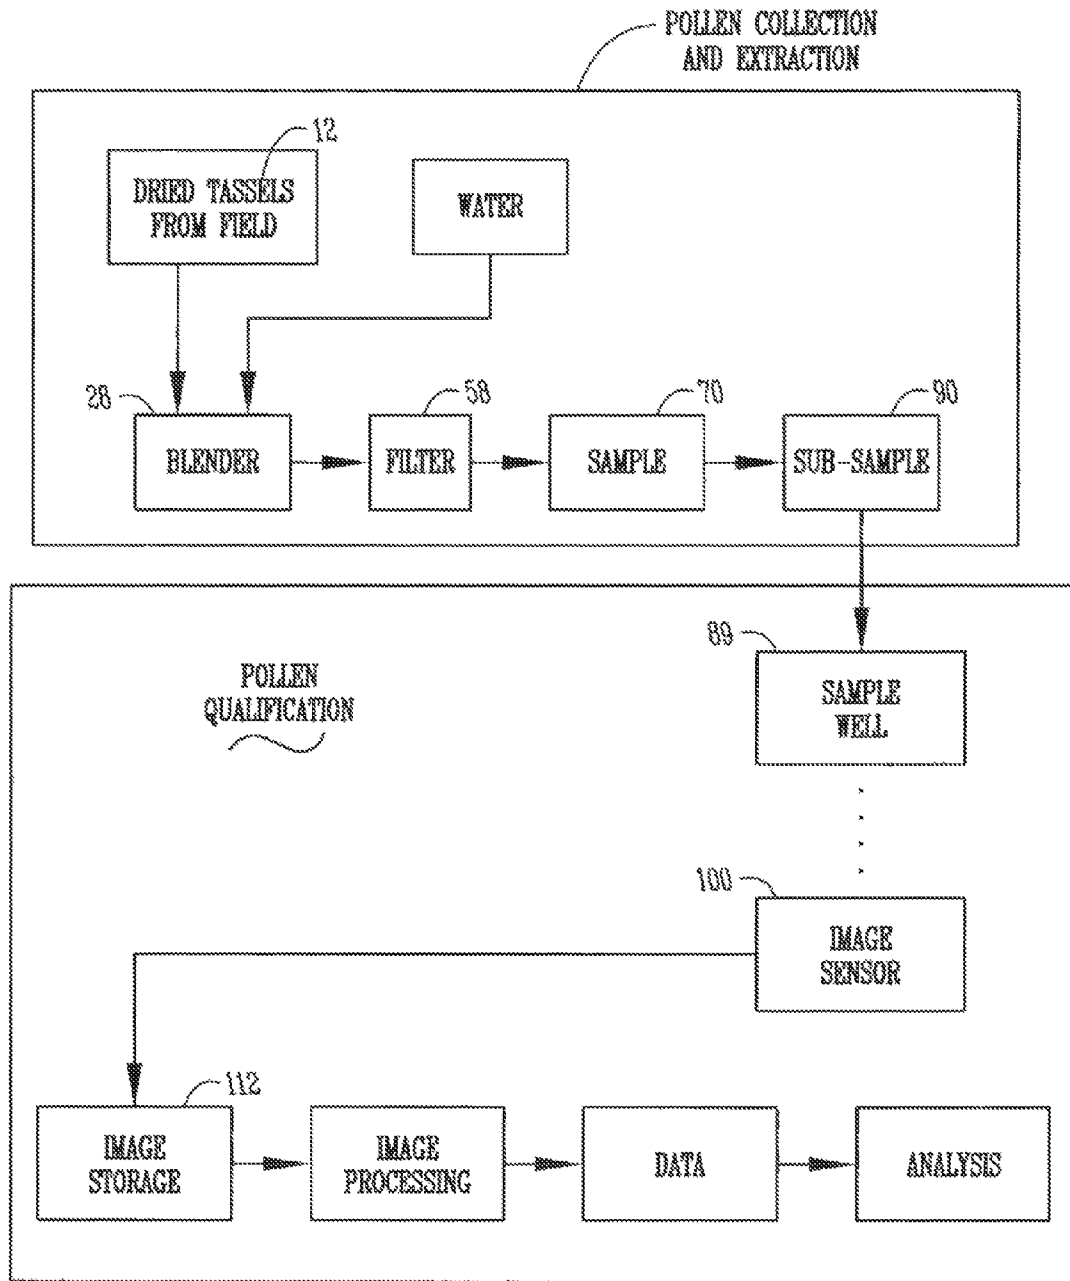 POLLEN COLLECTION
AND EXTRACTION
12
DRIED TASSELS
FROM FIELD
WATER
28
BLENDER
58
FILTER
70
SAMPLE
90
SUB-SAMPLE
89
SAMPLE
WELL
POLLEN
QUALIFICATION
100
IMAGE
SENSOR
112
IMAGE
STORAGE
IMAGE
PROCESSING
DATA
ANALYSIS